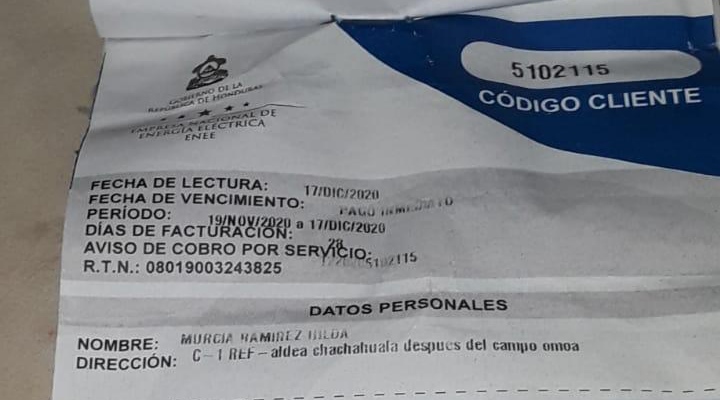 5102115
CÓDIGO CLIENTE
GOBIERNO DE LA
REPÚBLICA DE HONDURAS
EMPRESA NACIONAL DE
ENERGÍA ELÉCTRICA
ENEE
FECHA DE LECTURA: 17/DIC/2020
FECHA DE VENCIMIENTO: PAGO INMEDIATO
PERÍODO: 19/NOV/2020 a 17/DIC/2020
DÍAS DE FACTURACIÓN: 28
AVISO DE COBRO POR SERVICIO:
R.T.N.: 08019003243825
DATOS PERSONALES
NOMBRE: MURCIA RAMIREZ HILDA
DIRECCIÓN: C-1 REF-aldea chachahuala despues del campo omoa